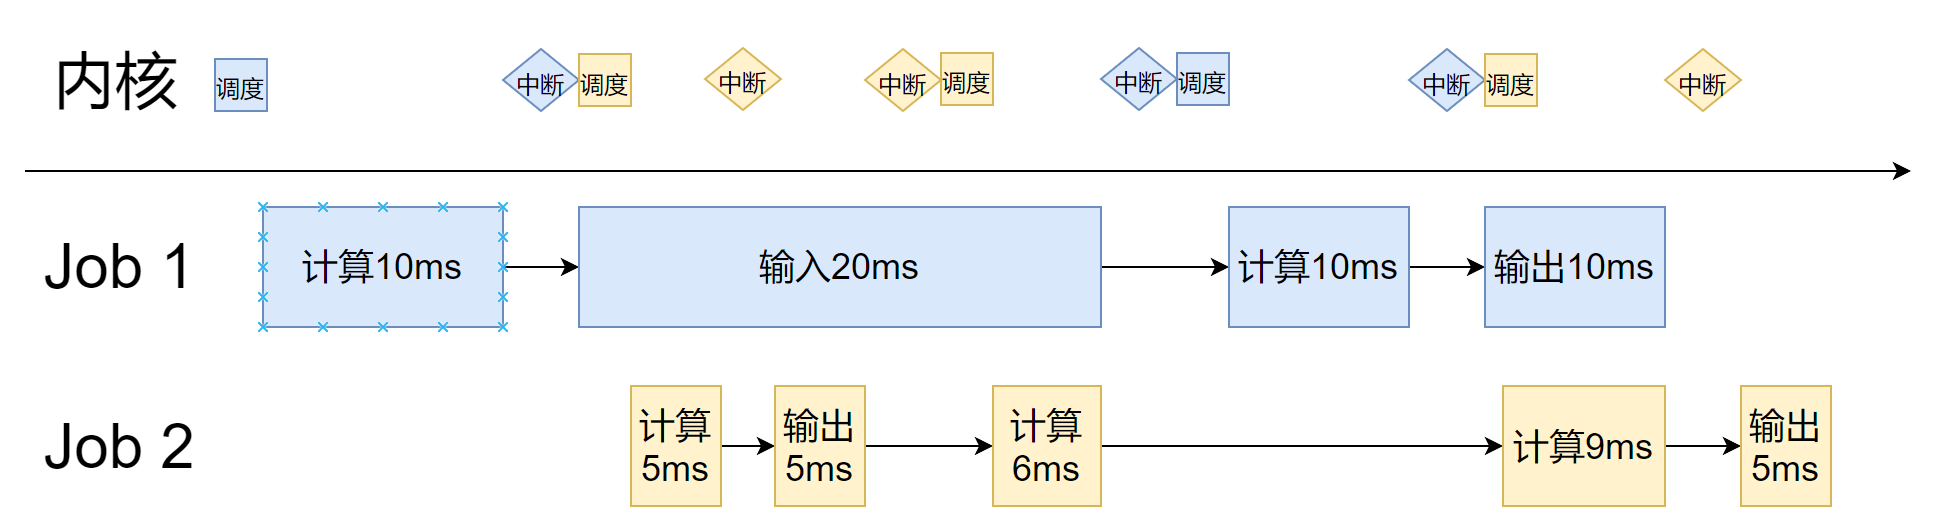 内核
调度
中断
调度
中断
中断
调度
中断
调度
中断
调度
中断
Job 1
计算10ms
输入20ms
计算10ms
输出10ms
Job 2
计算
5ms
输出
5ms
计算
6ms
计算9ms
输出
5ms